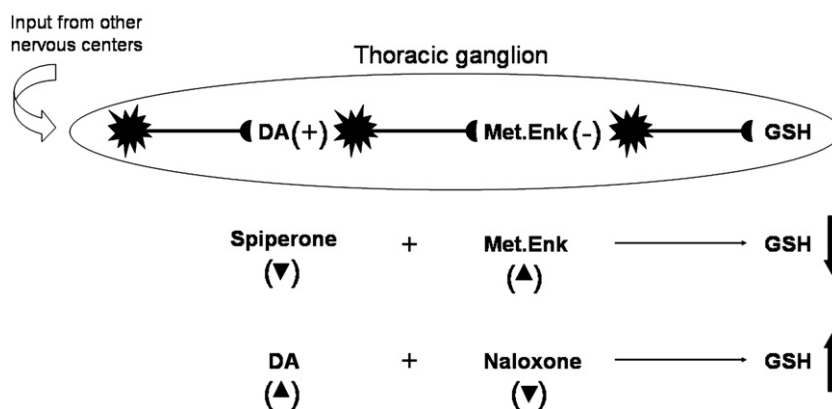 Input from other
nervous centers
Thoracic ganglion
DA(+) Met.Enk (-) GSH
Spiperone + Met.Enk GSH
(▼) (▲)
DA + Naloxone GSH
(▲) (▼)